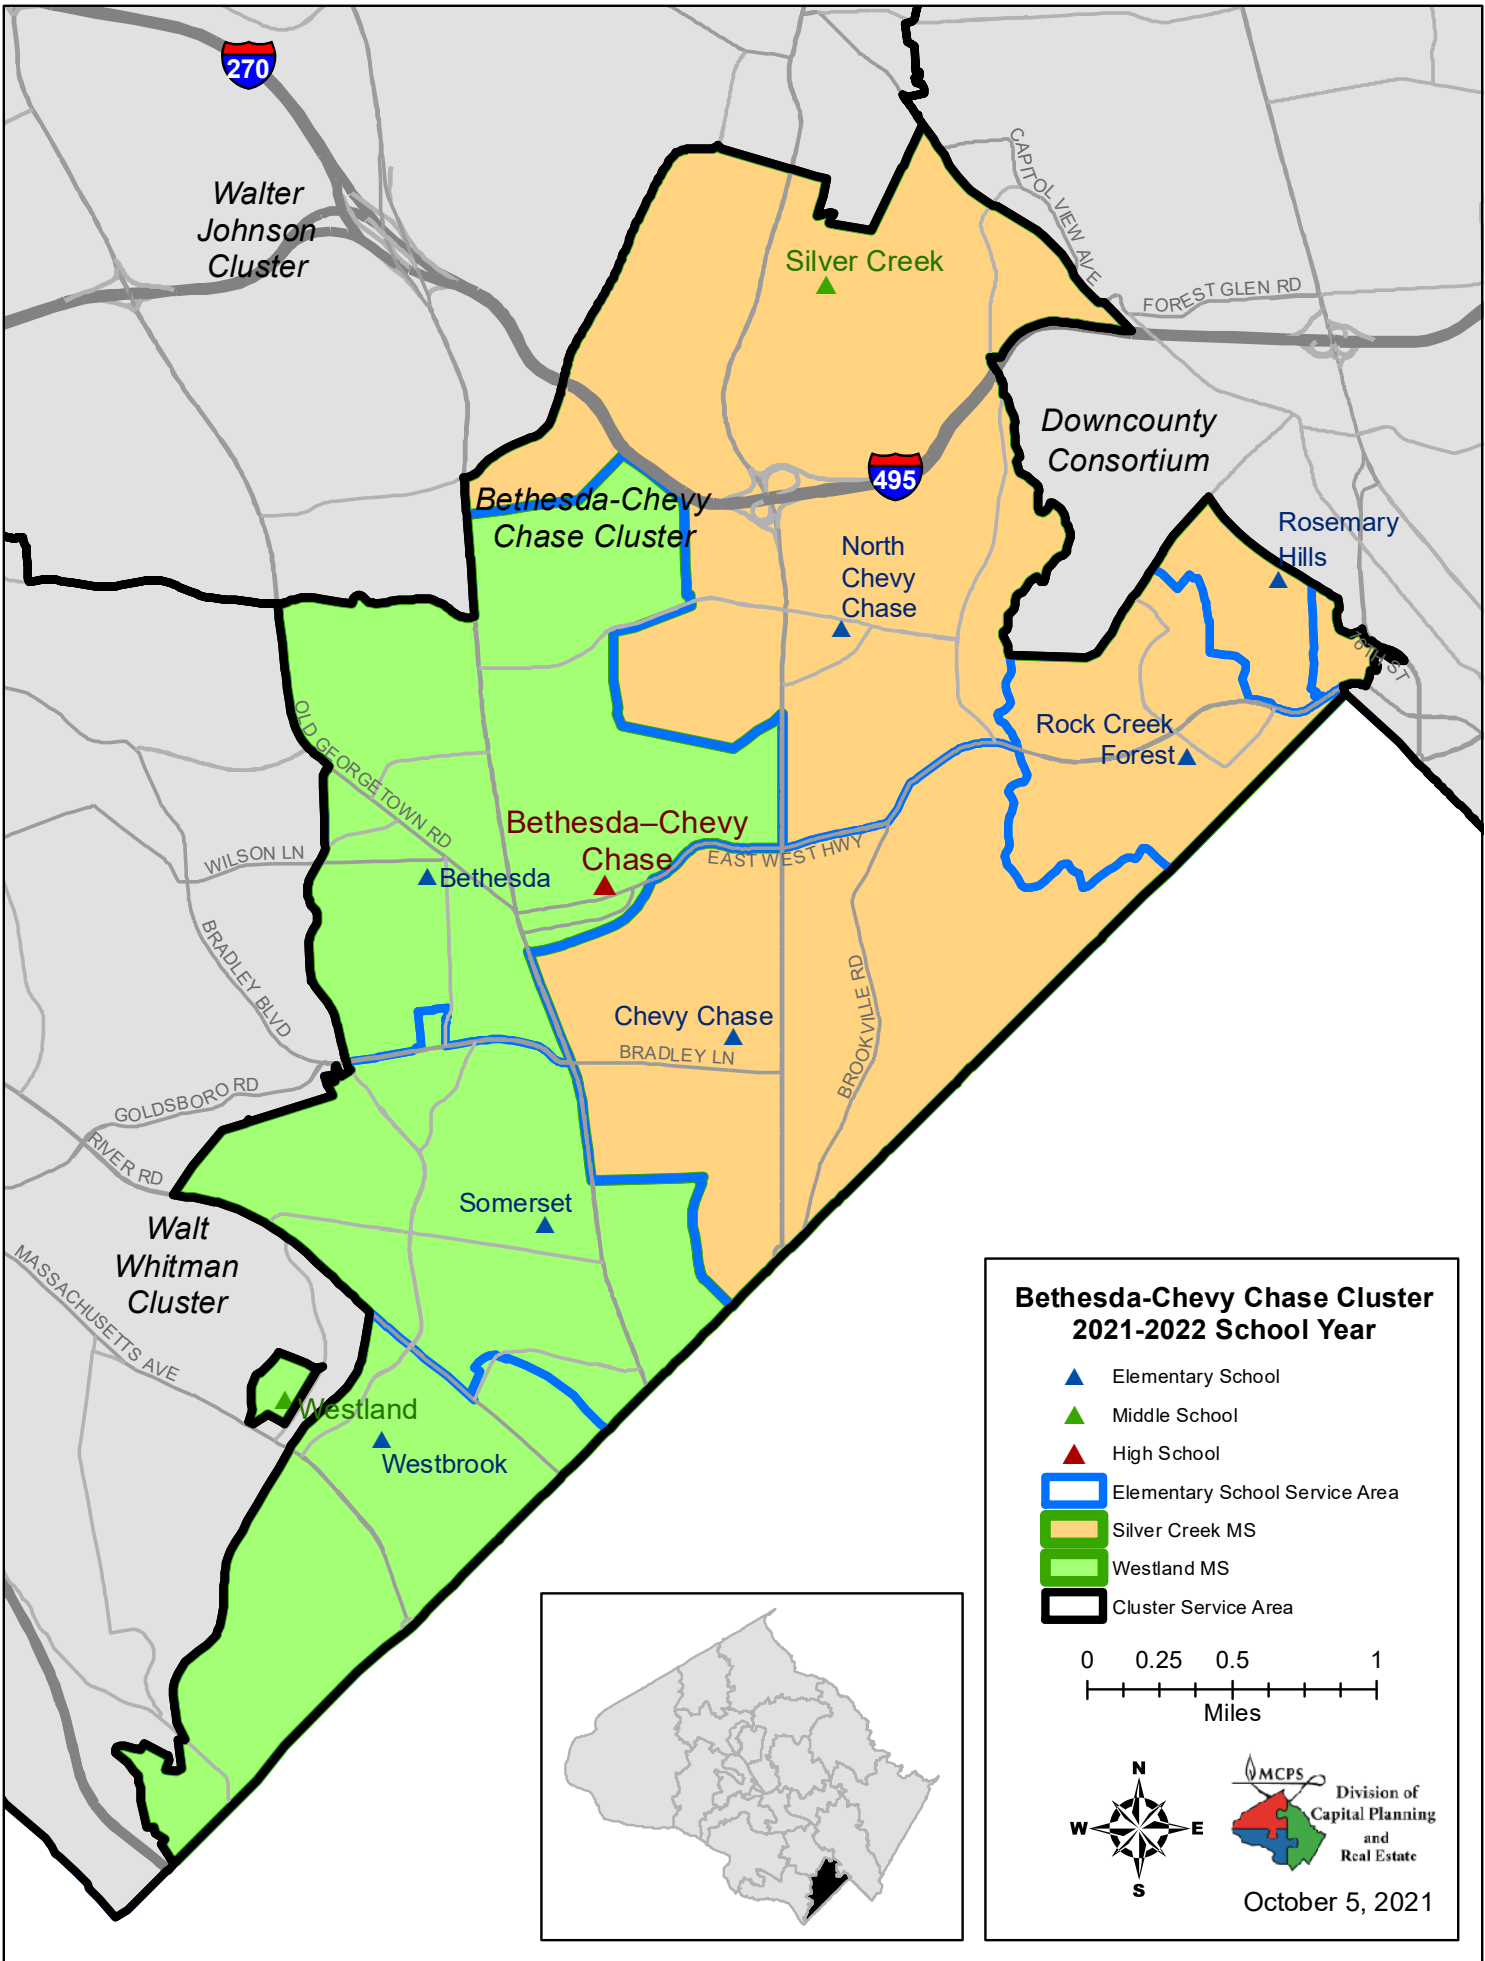 270
Walter
Johnson
Cluster
CAPITOL VIEW AVE
Silver Creek
FOREST GLEN RD
Downcounty
Consortium
495
Bethesda-Chevy
Chase Cluster
North
Chevy
Chase
Rosemary
Hills
16TH ST
OLD GEORGETOWN RD
Rock Creek
Forest
Bethesda–Chevy
Chase
EAST WEST HWY
WILSON LN
Bethesda
BRADLEY BLVD
Chevy Chase
BRADLEY LN
BROOKVILLE RD
GOLDSBORO RD
RIVER RD
Somerset
Walt
Whitman
Cluster
MASSACHUSETTS AVE
Westland
Westbrook
Bethesda-Chevy Chase Cluster
2021-2022 School Year
Elementary School
Middle School
High School
Elementary School Service Area
Silver Creek MS
Westland MS
Cluster Service Area
0 0.25 0.5 1
Miles
N
W E
S
MCPS
Division of
Capital Planning
and
Real Estate
October 5, 2021